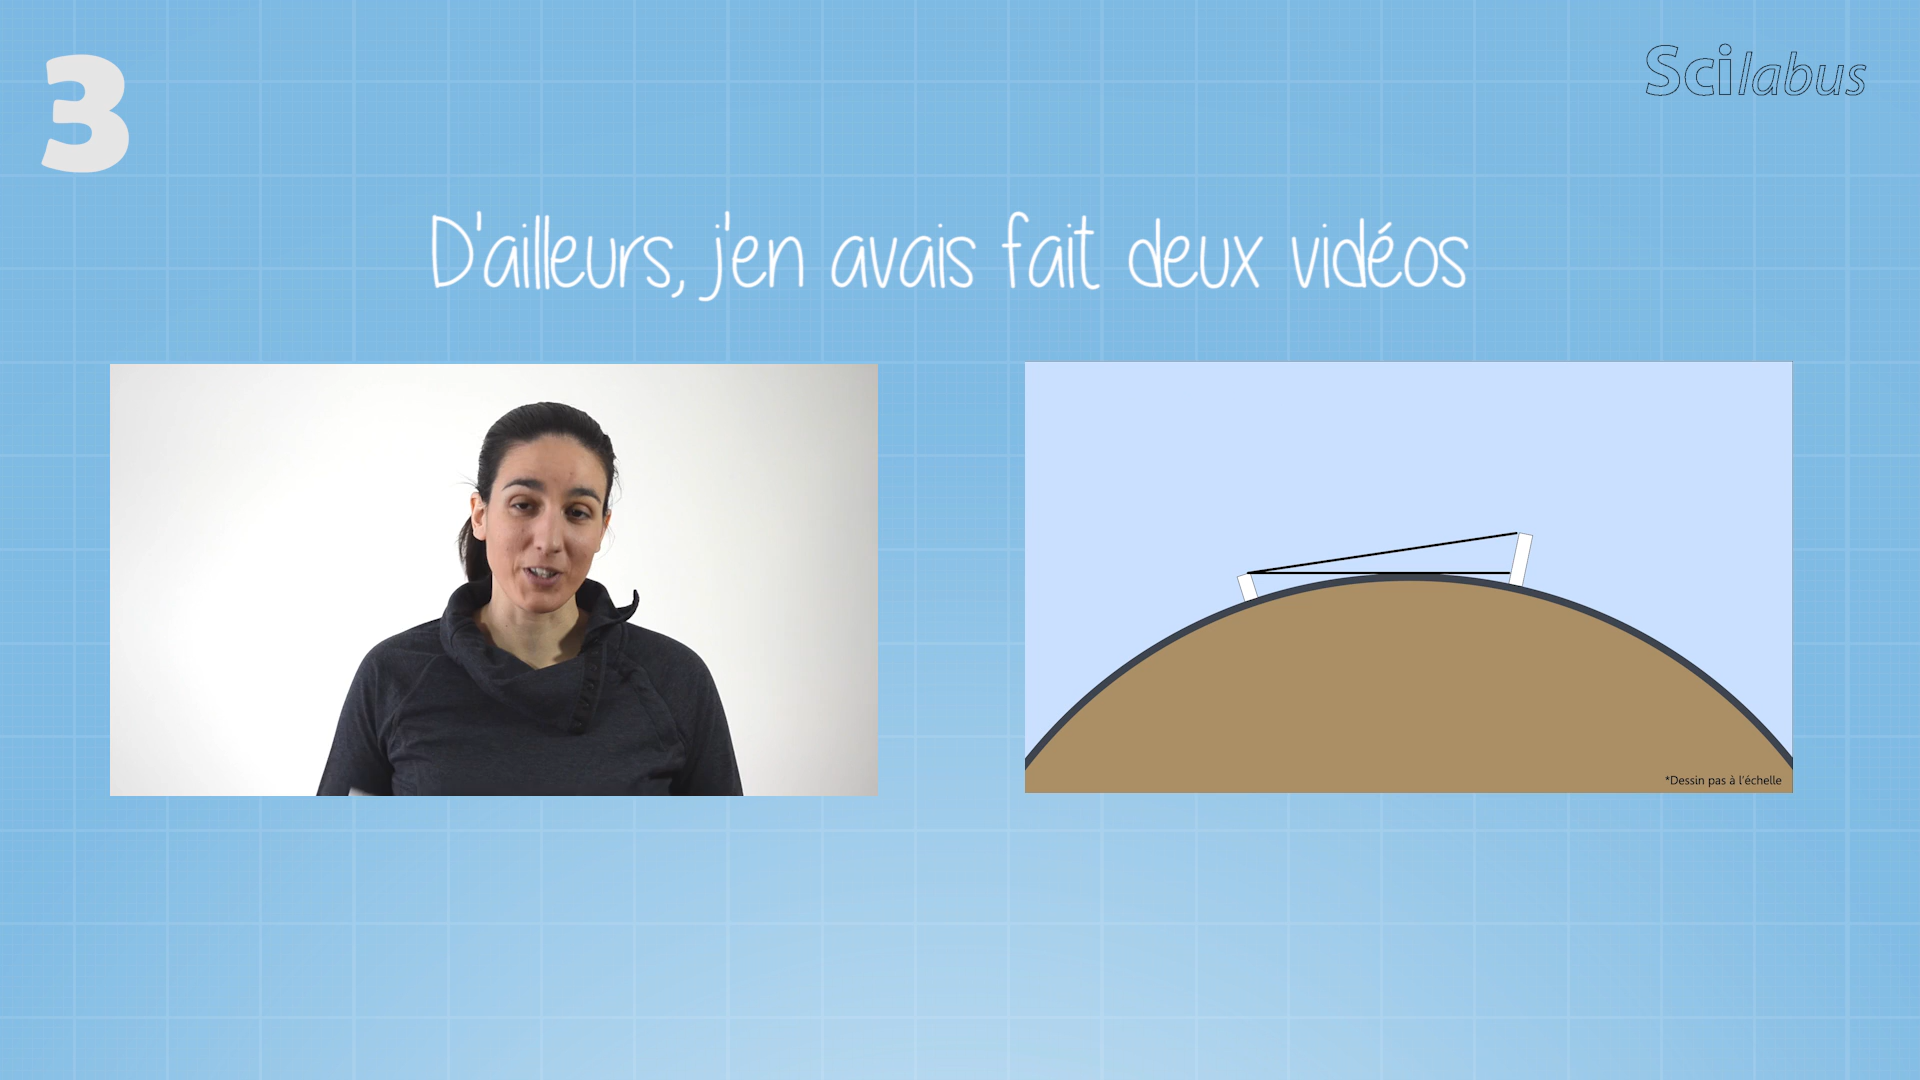 3
Scilabus
D'ailleurs, j'en avais fait deux vidéos
*Dessin pas à l'échelle